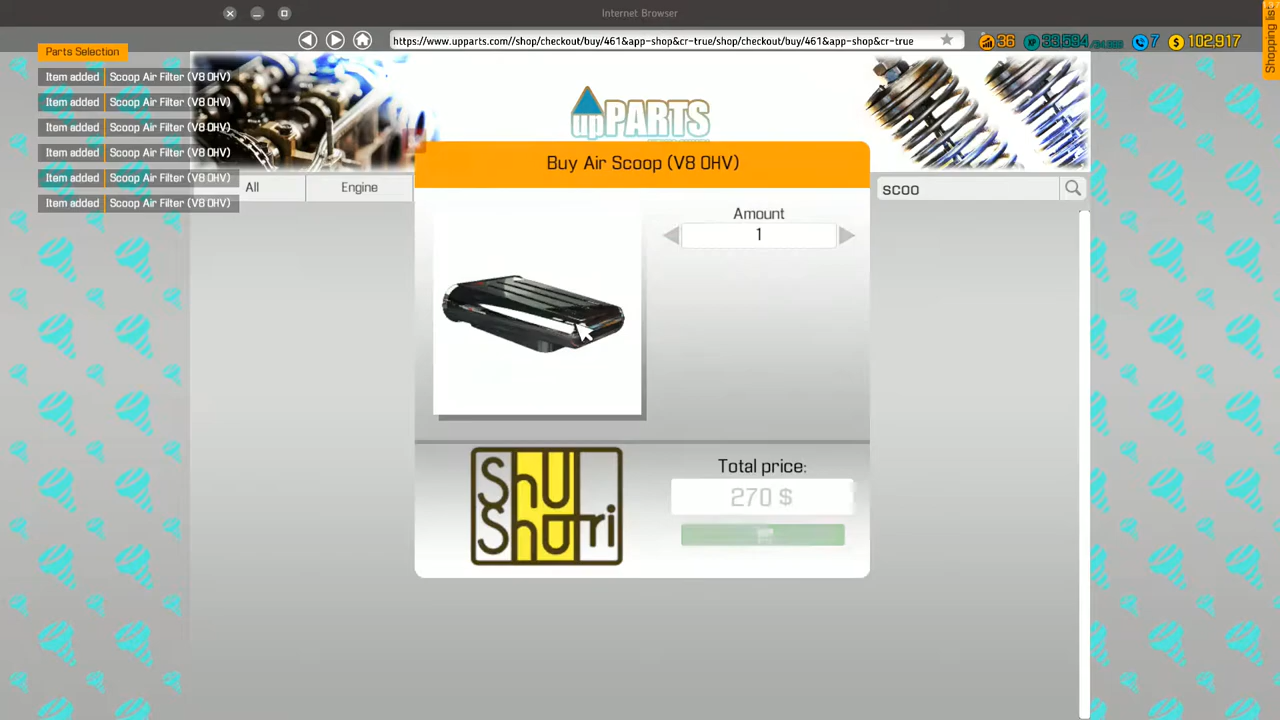 Internet Browser
https://www.upparts.com//shop/checkout/buy/461&app-shop&cr-true/shop/checkout/buy/461&app-shop&cr-true
36
7
102,917
Shopping list
Parts Selection
Item added Scoop Air Filter (V8 OHV)
Item added Scoop Air Filter (V8 OHV)
Item added Scoop Air Filter (V8 OHV)
Item added Scoop Air Filter (V8 OHV)
Item added Scoop Air Filter (V8 OHV)
Item added Scoop Air Filter (V8 OHV)
upPARTS
All
Engine
scoo
Buy Air Scoop (V8 OHV)
Amount
1
Shu
Shurri
Total price:
270 $